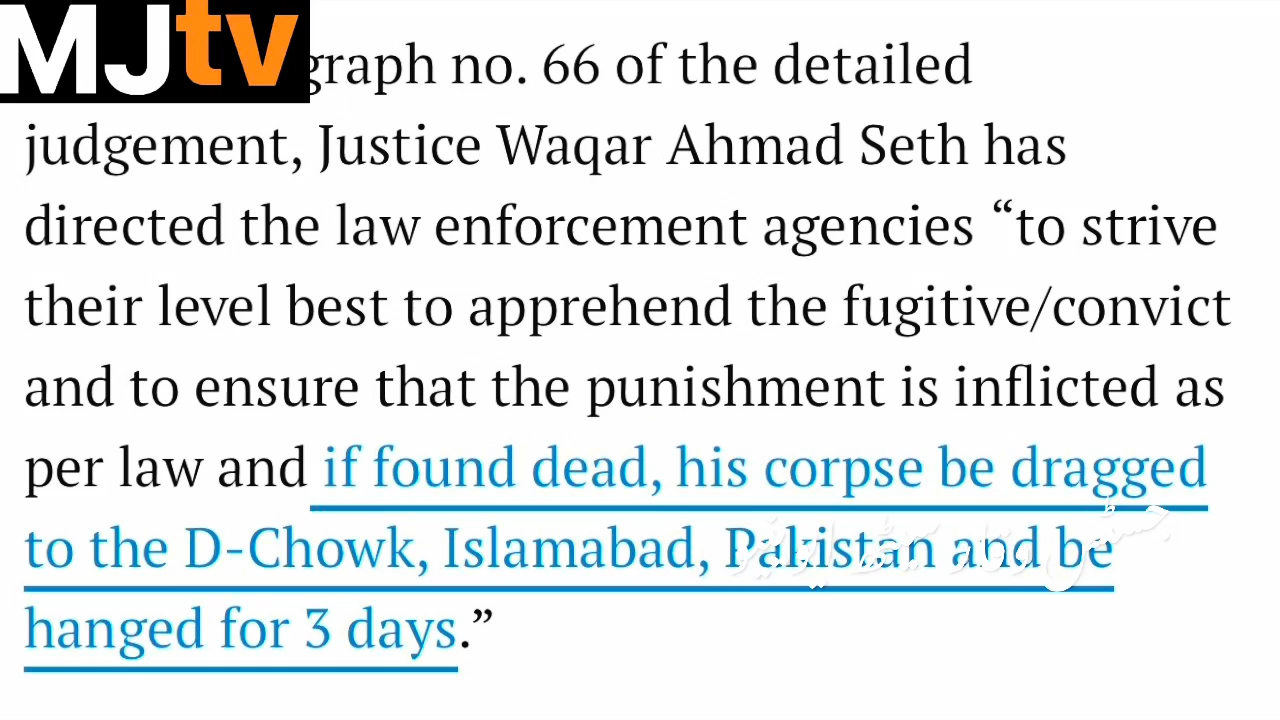 MJtv
graph no. 66 of the detailed
judgement, Justice Waqar Ahmad Seth has
directed the law enforcement agencies “to strive
their level best to apprehend the fugitive/convict
and to ensure that the punishment is inflicted as
per law and if found dead, his corpse be dragged
to the D-Chowk, Islamabad, Pakistan and be
hanged for 3 days.”